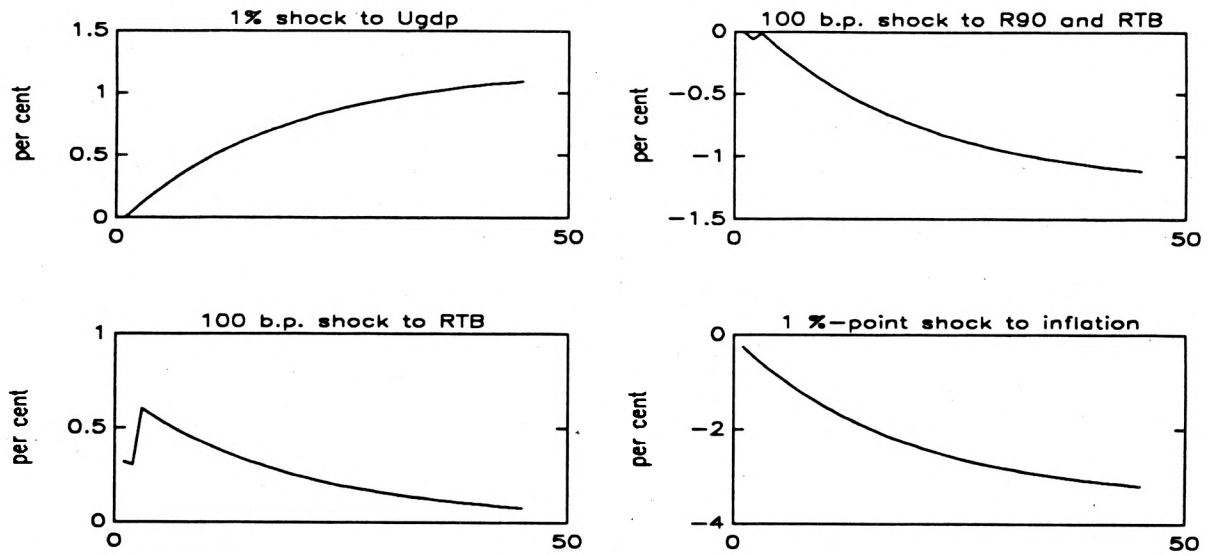 1% shock to Ugdp
1.5
1
0.5
0
0
50
per cent
100 b.p. shock to R90 and RTB
0
−0.5
−1
−1.5
0
50
per cent
100 b.p. shock to RTB
1
0.5
0
0
50
per cent
1 %−point shock to inflation
0
−2
−4
0
50
per cent